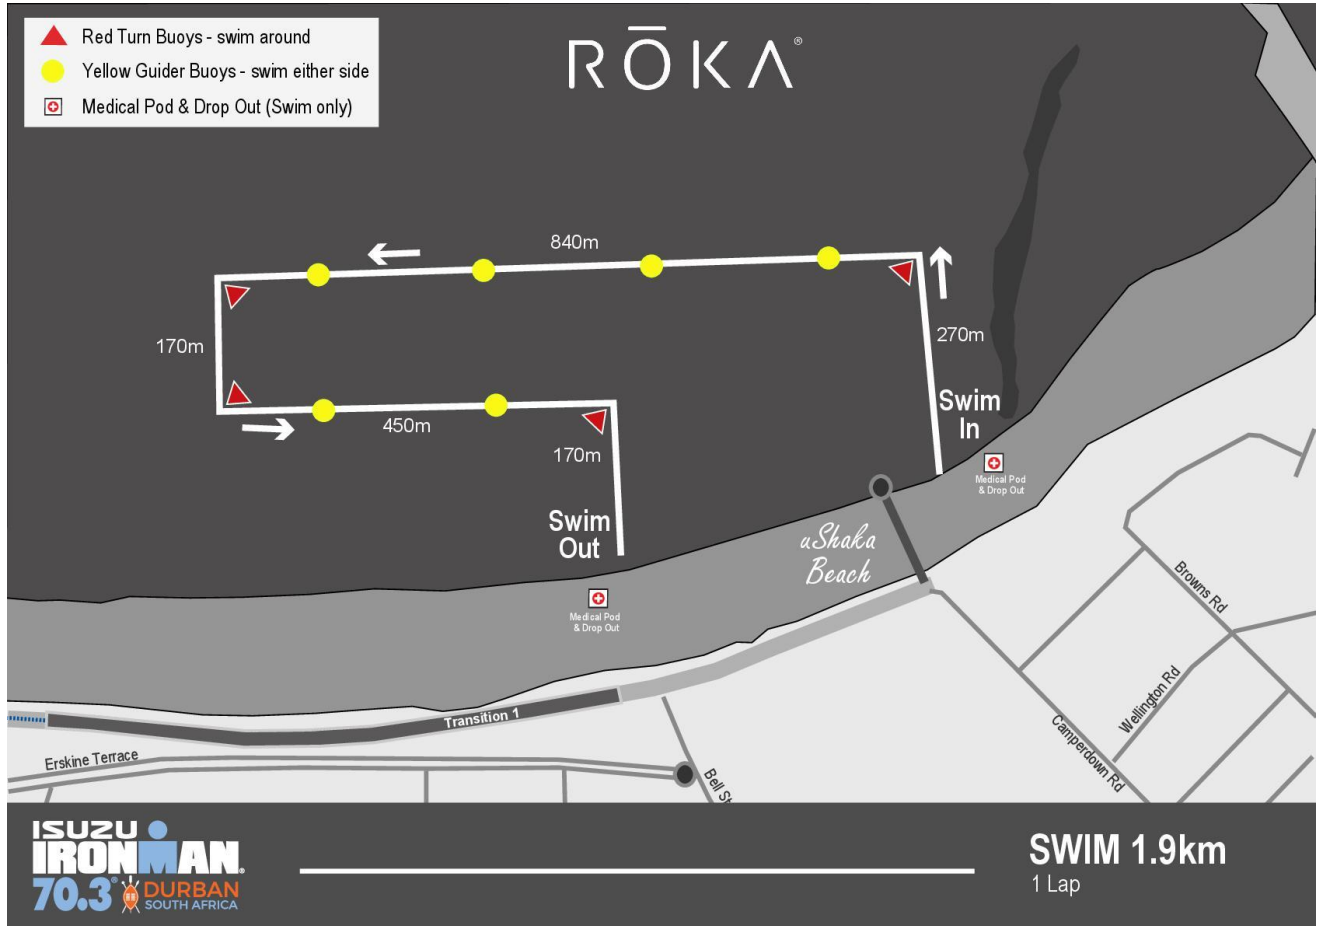 Red Turn Buoys - swim around
Yellow Guider Buoys - swim either side
Medical Pod & Drop Out (Swim only)
RŌKA®
840m
170m
270m
Swim
In
450m
170m
Swim
Out
Medical Pod
& Drop Out
uShaka
Beach
Medical Pod
& Drop Out
Browns Rd
Wellington Rd
Camperdown Rd
Transition 1
Erskine Terrace
Bell St
ISUZU
IRONMAN®
70.3® DURBAN
SOUTH AFRICA
SWIM 1.9km
1 Lap